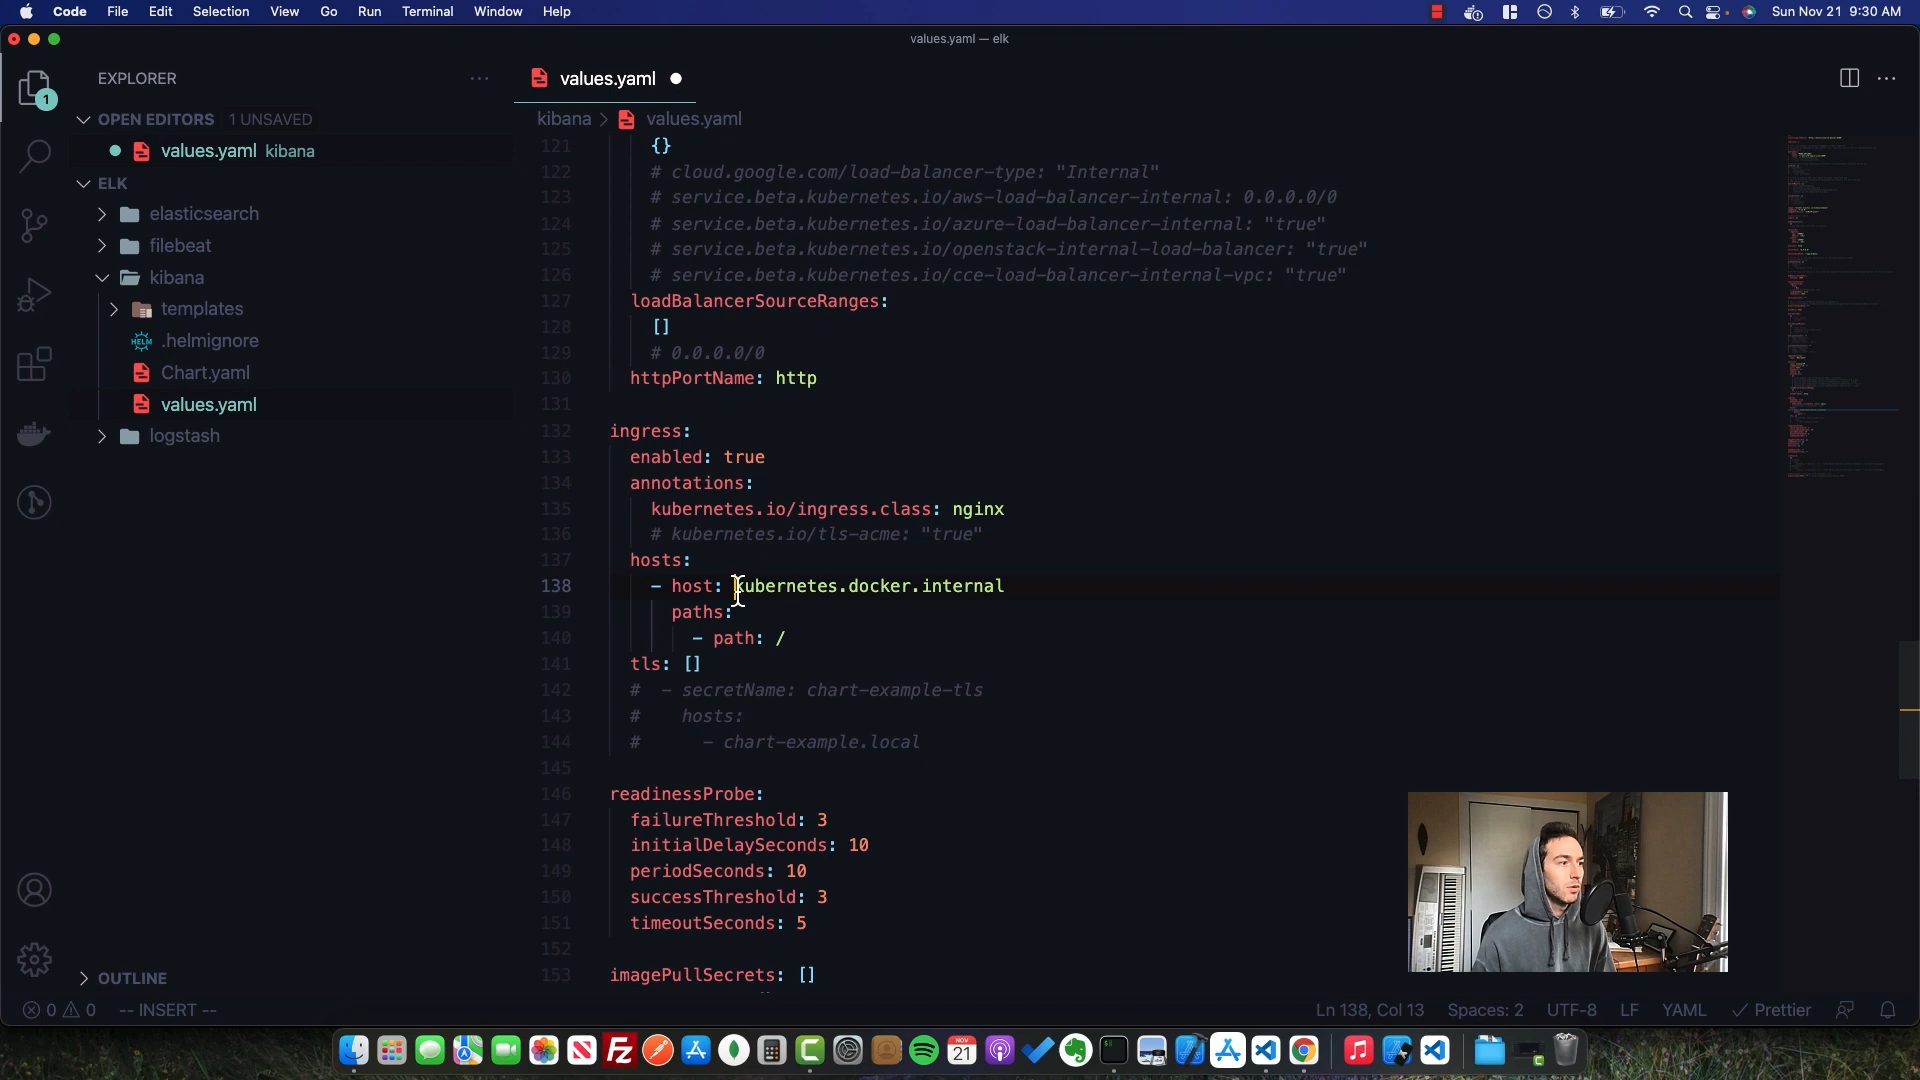 Code File Edit Selection View Go Run Terminal Window Help
Sun Nov 21 9:30 AM
values.yaml — elk
EXPLORER
OPEN EDITORS 1 UNSAVED
values.yaml kibana
ELK
elasticsearch
filebeat
kibana
templates
HELM .helmignore
Chart.yaml
values.yaml
logstash
OUTLINE
1
values.yaml
kibana > values.yaml
121 {}
122 # cloud.google.com/load-balancer-type: "Internal"
123 # service.beta.kubernetes.io/aws-load-balancer-internal: 0.0.0.0/0
124 # service.beta.kubernetes.io/azure-load-balancer-internal: "true"
125 # service.beta.kubernetes.io/openstack-internal-load-balancer: "true"
126 # service.beta.kubernetes.io/cce-load-balancer-internal-vpc: "true"
127 loadBalancerSourceRanges:
128 []
129 # 0.0.0.0/0
130 httpPortName: http
131
132 ingress:
133 enabled: true
134 annotations:
135 kubernetes.io/ingress.class: nginx
136 # kubernetes.io/tls-acme: "true"
137 hosts:
138 - host: kubernetes.docker.internal
139 paths:
140 - path: /
141 tls: []
142 # - secretName: chart-example-tls
143 # hosts:
144 # - chart-example.local
145
146 readinessProbe:
147 failureThreshold: 3
148 initialDelaySeconds: 10
149 periodSeconds: 10
150 successThreshold: 3
151 timeoutSeconds: 5
152
153 imagePullSecrets: []
0 0 -- INSERT --
Ln 138, Col 13 Spaces: 2 UTF-8 LF YAML Prettier
NOV
21